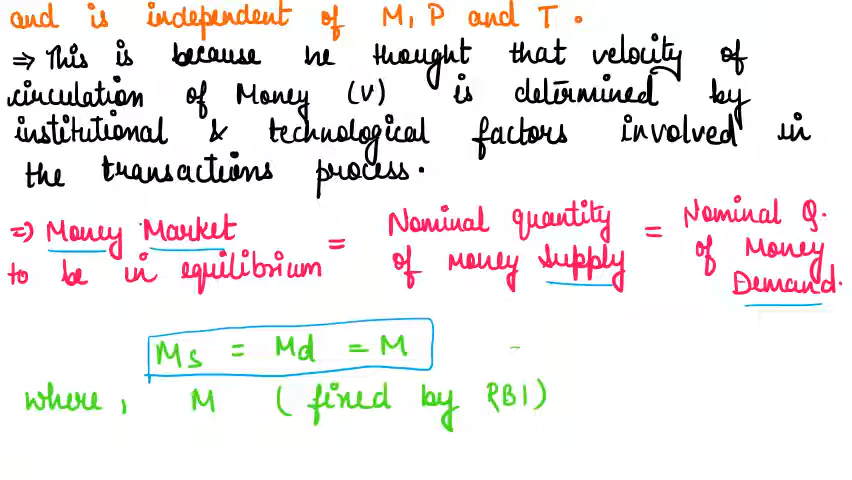 and is independent of M, P and T.
⇒ This is because he thought that velocity of
circulation of Money (V) is determined by
institutional & technological factors involved in
the transactions process.
⇒ Money Market to be in equilibrium = Nominal quantity of money supply = Nominal Q. of Money Demand.
Ms = Md = M
where, M (fixed by RBI)